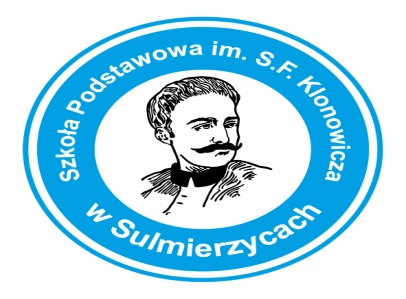 Szkoła Podstawowa im. S.F. Klonowicza
w Sulmierzycach